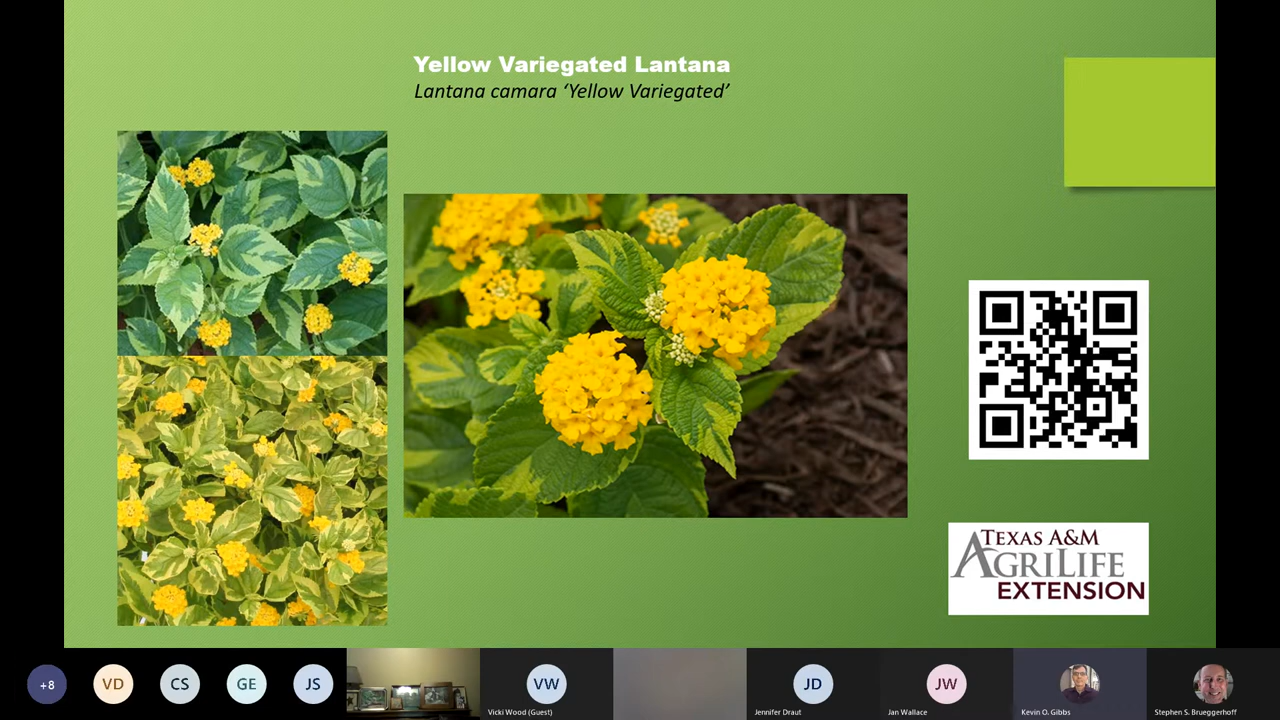 Yellow Variegated Lantana
Lantana camara ‘Yellow Variegated’
TEXAS A&M
AGRILIFE
EXTENSION
+8
VD
CS
GE
JS
VW
Vicki Wood (Guest)
JD
Jennifer Draut
JW
Jan Wallace
Kevin O. Gibbs
Stephen S. Brueggerhoff